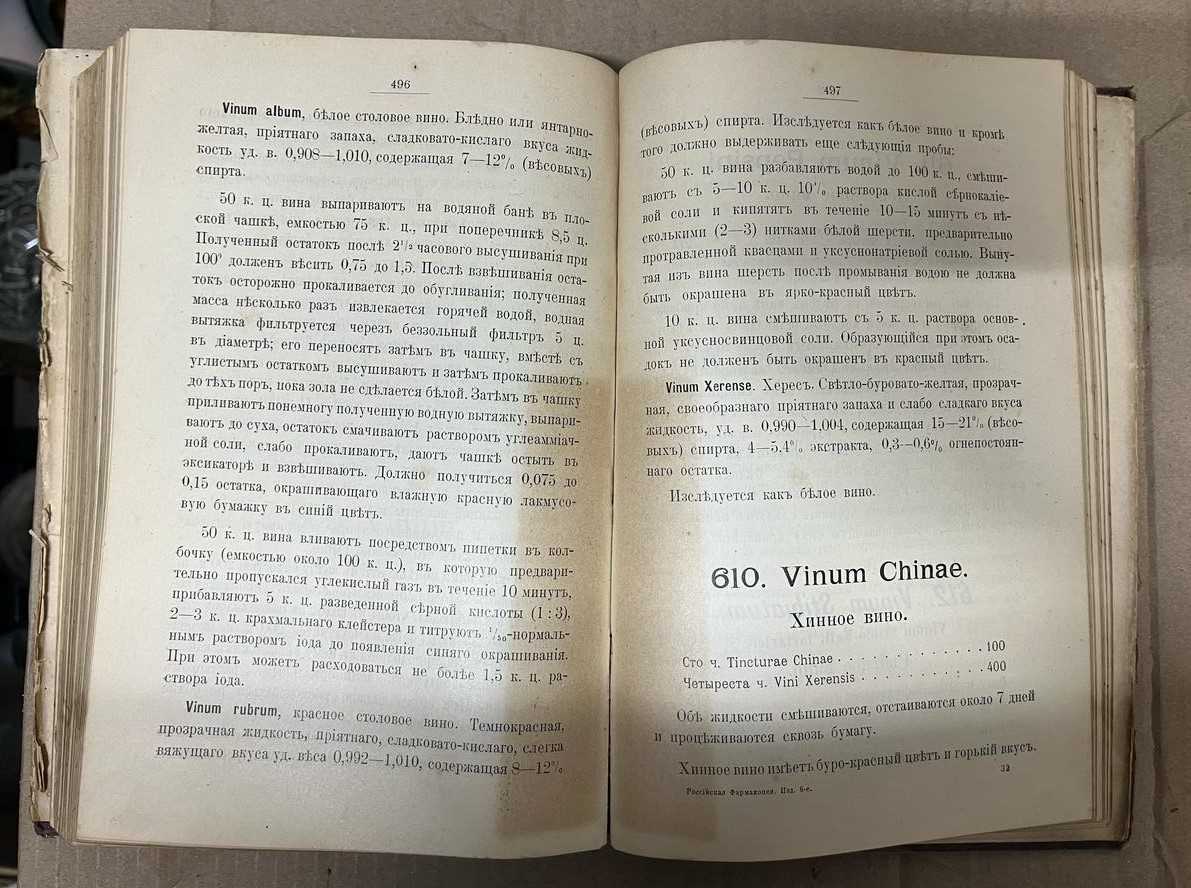 496
Vinum album, бѣлое столовое вино. Блѣдно или янтарно-
желтая, пріятнаго запаха, сладковато-кислаго вкуса жид-
кость уд. в. 0,908—1,010, содержащая 7—12% (вѣсовыхъ)
спирта.
50 к. ц. вина выпариваютъ на водяной банѣ въ пло-
ской чашкѣ, емкостью 75 к. ц., при поперечникѣ 8,5 ц.
Полученный остатокъ послѣ 2½ часового высушиванія при
100° долженъ вѣсить 0,75 до 1,5. Послѣ взвѣшиванія оста-
токъ осторожно прокаливается до обугливанія; полученная
масса нѣсколько разъ извлекается горячей водой, водная
вытяжка фильтруется черезъ беззольный фильтръ 5 ц.
въ діаметрѣ; его переносятъ затѣмъ въ чашку, вмѣстѣ съ
углистымъ остаткомъ высушиваютъ и затѣмъ прокаливаютъ
до тѣхъ поръ, пока зола не сдѣлается бѣлой. Затѣмъ въ чашку
приливаютъ понемногу полученную водную вытяжку, выпари-
ваютъ до суха, остатокъ смачиваютъ растворомъ углеамміач-
ной соли, слабо прокаливаютъ, даютъ чашкѣ остыть въ
эксикаторѣ и взвѣшиваютъ. Должно получиться 0,075 до
0,15 остатка, окрашивающаго влажную красную лакмусо-
вую бумажку въ синій цвѣтъ.
50 к. ц. вина вливаютъ посредствомъ пипетки въ кол-
бочку (емкостью около 100 к. ц.), въ которую предвари-
тельно пропускался углекислый газъ въ теченіе 10 минутъ,
прибавляютъ 5 к. ц. разведенной сѣрной кислоты (1 : 3),
2—3 к. ц. крахмальнаго клейстера и титруютъ ¹/₅₀-нормаль-
нымъ растворомъ іода до появленія синяго окрашиванія.
При этомъ можетъ расходоваться не болѣе 1,5 к. ц. ра-
створа іода.
Vinum rubrum, красное столовое вино. Темнокрасная,
прозрачная жидкость, пріятнаго, сладковато-кислаго, слегка
вяжущаго вкуса уд. вѣса 0,992—1,010, содержащая 8—12%
497
(вѣсовыхъ) спирта. Изслѣдуется какъ бѣлое вино и кромѣ
того должно выдерживать еще слѣдующія пробы:
50 к. ц. вина разбавляютъ водой до 100 к. ц., смѣши-
ваютъ съ 5—10 к. ц. 10% раствора кислой сѣрнокаліе-
вой соли и кипятятъ въ теченіе 10—15 минутъ съ нѣ-
сколькими (2—3) нитками бѣлой шерсти, предварительно
протравленной квасцами и уксуснонатріевой солью. Выну-
тая изъ вина шерсть послѣ промыванія водою не должна
быть окрашена въ ярко-красный цвѣтъ.
10 к. ц. вина смѣшиваютъ съ 5 к. ц. раствора основ-
ной уксусносвинцовой соли. Образующійся при этомъ оса-
докъ не долженъ быть окрашенъ въ красный цвѣтъ.
Vinum Xerense. Хересъ. Свѣтло-буровато-желтая, прозрач-
ная, своеобразнаго пріятнаго запаха и слабо сладкаго вкуса
жидкость, уд. в. 0,990—1,004, содержащая 15—21% (вѣсо-
выхъ) спирта, 4—5,4% экстракта, 0,3—0,6% огнепостоян-
наго остатка.
Изслѣдуется какъ бѣлое вино.
610. Vinum Chinae.
Хинное вино.
Сто ч. Tincturae Chinae . . . . . . . . . . . . . 100
Четыреста ч. Vini Xerensis . . . . . . . . . . . 400
Обѣ жидкости смѣшиваются, отстаиваются около 7 дней
и процѣживаются сквозь бумагу.
Хинное вино имѣетъ буро-красный цвѣтъ и горькій вкусъ.
32
Россійская Фармакопея. Изд. 6-е.